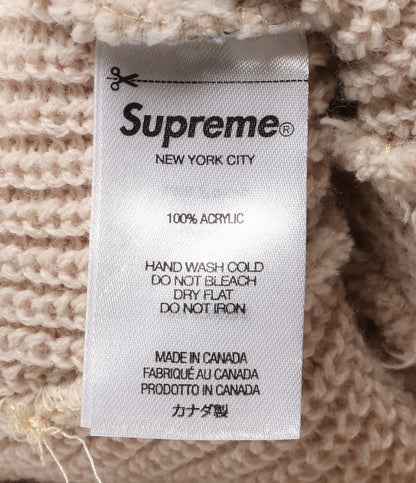 Supreme®
NEW YORK CITY
100% ACRYLIC
HAND WASH COLD
DO NOT BLEACH
DRY FLAT
DO NOT IRON
MADE IN CANADA
FABRIQUÉ AU CANADA
PRODOTTO IN CANADA
カナダ製